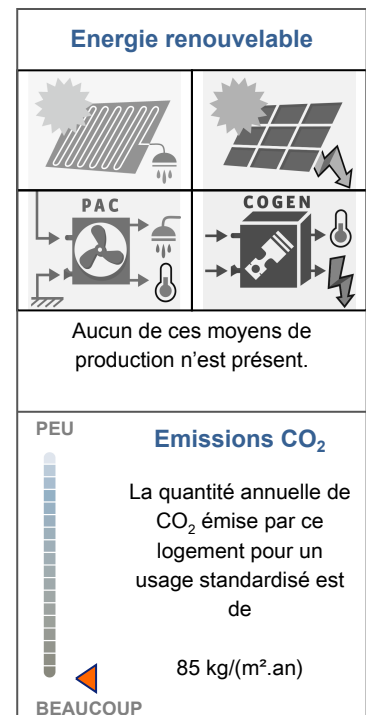 Energie renouvelable
PAC
COGEN
Aucun de ces moyens de
production n'est présent.
PEU
Emissions CO₂
La quantité annuelle de
CO₂ émise par ce
logement pour un
usage standardisé est
de
85 kg/(m².an)
BEAUCOUP